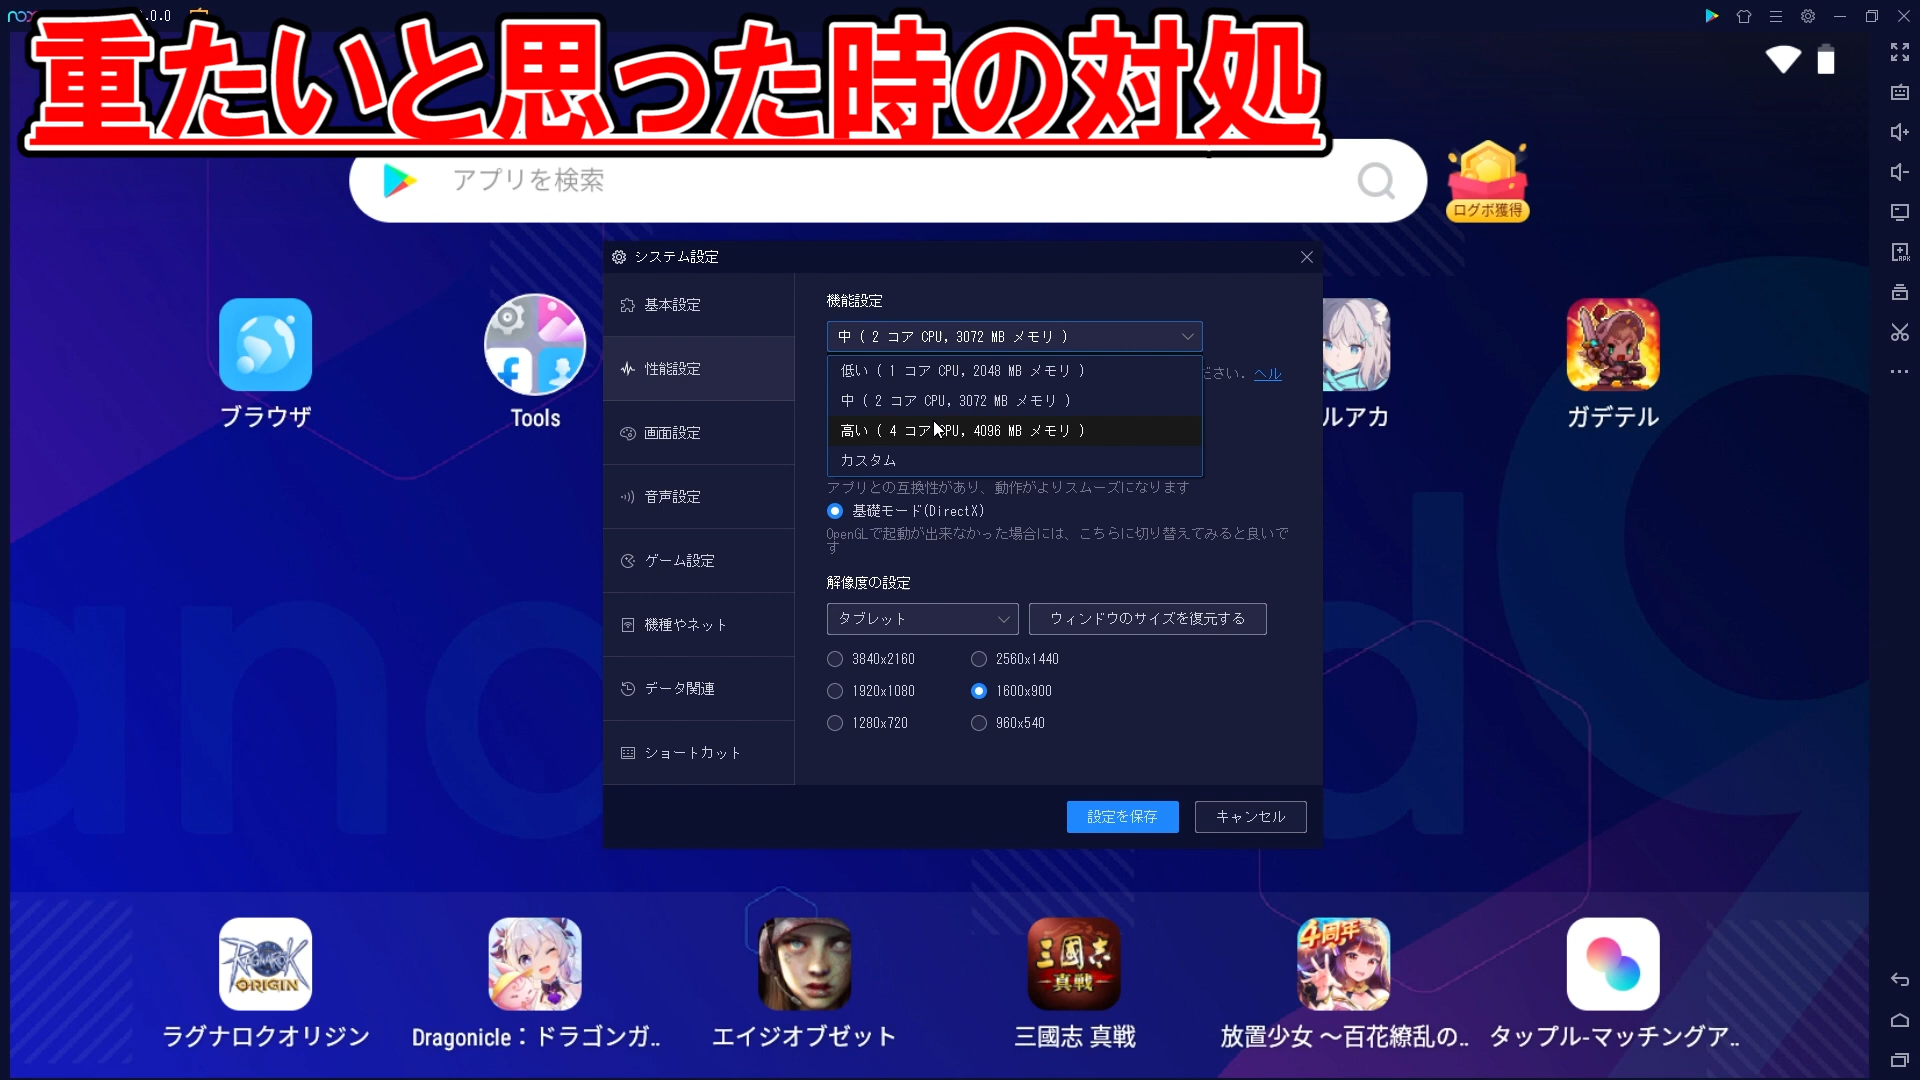 nox
.0.0
重たいと思った時の対処
アプリを検索
ログボ獲得
システム設定
基本設定
性能設定
画面設定
音声設定
ゲーム設定
機種やネット
データ関連
ショートカット
機能設定
中 ( 2 コア CPU, 3072 MB メモリ )
低い ( 1 コア CPU, 2048 MB メモリ )
ださい. ヘル
中 ( 2 コア CPU, 3072 MB メモリ )
高い ( 4 コア CPU, 4096 MB メモリ )
カスタム
アプリとの互換性があり、動作がよりスムーズになります
基礎モード(DirectX)
OpenGLで起動が出来なかった場合には、こちらに切り替えてみると良いで
す
解像度の設定
タブレット
ウィンドウのサイズを復元する
3840x2160
2560x1440
1920x1080
1600x900
1280x720
960x540
設定を保存
キャンセル
ブラウザ
Tools
ルアカ
ガデテル
RAGNAROK
ORIGIN
三國志
真戦
4周年
ラグナロクオリジン
Dragonicle：ドラゴンガ..
エイジオブゼット
三國志 真戦
放置少女 〜百花繚乱の..
タップル-マッチングア..